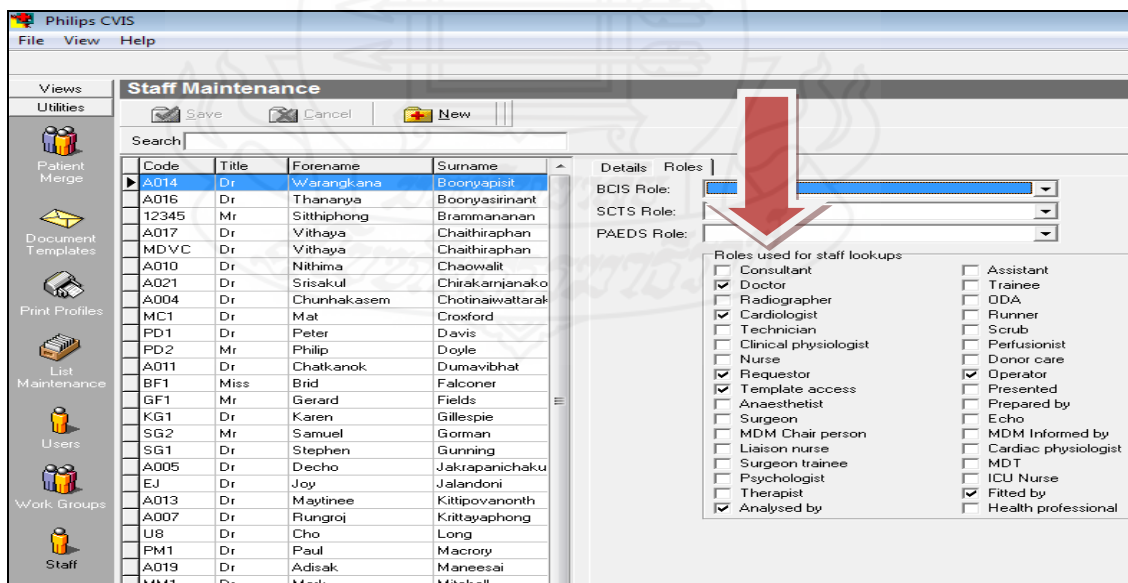 Philips CVIS
File View Help
Views
Utilities
Patient
Merge
Document
Templates
Print Profiles
List
Maintenance
Users
Work Groups
Staff
Staff Maintenance
Save Cancel New
Search
Code Title Forename Surname
A014 Dr Warangkana Boonyapisit
A016 Dr Thananya Boonyasirinant
12345 Mr Sitthiphong Brammananan
A017 Dr Vithaya Chaithiraphan
MDVC Dr Vithaya Chaithiraphan
A010 Dr Nithima Chaowalit
A021 Dr Srisakul Chirakarnjanako
A004 Dr Chunhakasem Chotinaiwattarak
MC1 Dr Mat Croxford
PD1 Dr Peter Davis
PD2 Mr Philip Doyle
A011 Dr Chatkanok Dumavibhat
BF1 Miss Brid Falconer
GF1 Mr Gerard Fields
KG1 Dr Karen Gillespie
SG2 Mr Samuel Gorman
SG1 Dr Stephen Gunning
A005 Dr Decho Jakrapanichaku
EJ Dr Joy Jalandoni
A013 Dr Maytinee Kittipovanonth
A007 Dr Rungroj Krittayaphong
U8 Dr Cho Long
PM1 Dr Paul Macrory
A019 Dr Adisak Maneesai
Details Roles
BCIS Role:
SCTS Role:
PAEDS Role:
Roles used for staff lookups
Consultant
Doctor
Radiographer
Cardiologist
Technician
Clinical physiologist
Nurse
Requestor
Template access
Anaesthetist
Surgeon
MDM Chair person
Liaison nurse
Surgeon trainee
Psychologist
Therapist
Analysed by
Assistant
Trainee
ODA
Runner
Scrub
Perfusionist
Donor care
Operator
Presented
Prepared by
Echo
MDM Informed by
Cardiac physiologist
MDT
ICU Nurse
Fitted by
Health professional